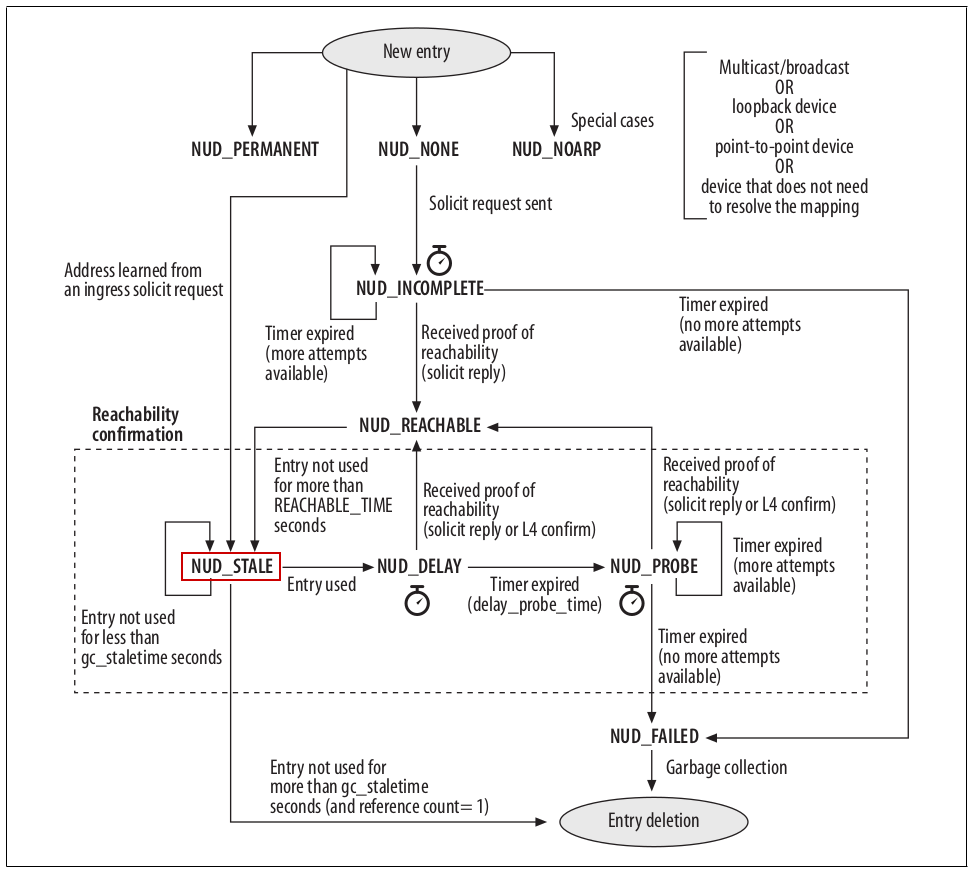 New entry
Multicast/broadcast
OR
loopback device
OR
point-to-point device
OR
device that does not need
to resolve the mapping
Special cases
NUD_PERMANENT
NUD_NONE
NUD_NOARP
Solicit request sent
Address learned from
an ingress solicit request
NUD_INCOMPLETE
Timer expired
(more attempts
available)
Received proof of
reachability
(solicit reply)
Timer expired
(no more attempts
available)
Reachability
confirmation
NUD_REACHABLE
Entry not used
for more than
REACHABLE_TIME
seconds
Received proof of
reachability
(solicit reply or L4 confirm)
Received proof of
reachability
(solicit reply or L4 confirm)
NUD_STALE
Entry used
NUD_DELAY
Timer expired
(delay_probe_time)
NUD_PROBE
Timer expired
(more attempts
available)
Entry not used
for less than
gc_staletime seconds
Timer expired
(no more attempts
available)
NUD_FAILED
Garbage collection
Entry not used for
more than gc_staletime
seconds (and reference count= 1)
Entry deletion